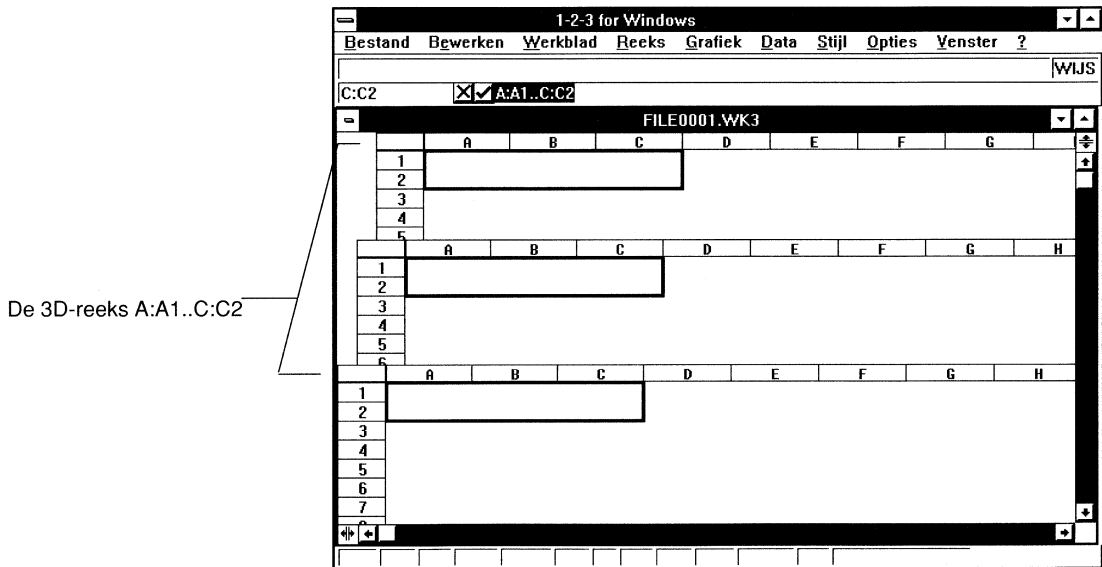 1-2-3 for Windows
Bestand Bewerken Werkblad Reeks Grafiek Data Stijl Opties Venster ?
WIJS
C:C2 A:A1..C:C2
FILE0001.WK3
A B C D E F G
1
2
3
4
5
A B C D E F G H
1
2
De 3D-reeks A:A1..C:C2
3
4
5
6
A B C D E F G H
1
2
3
4
5
6
7